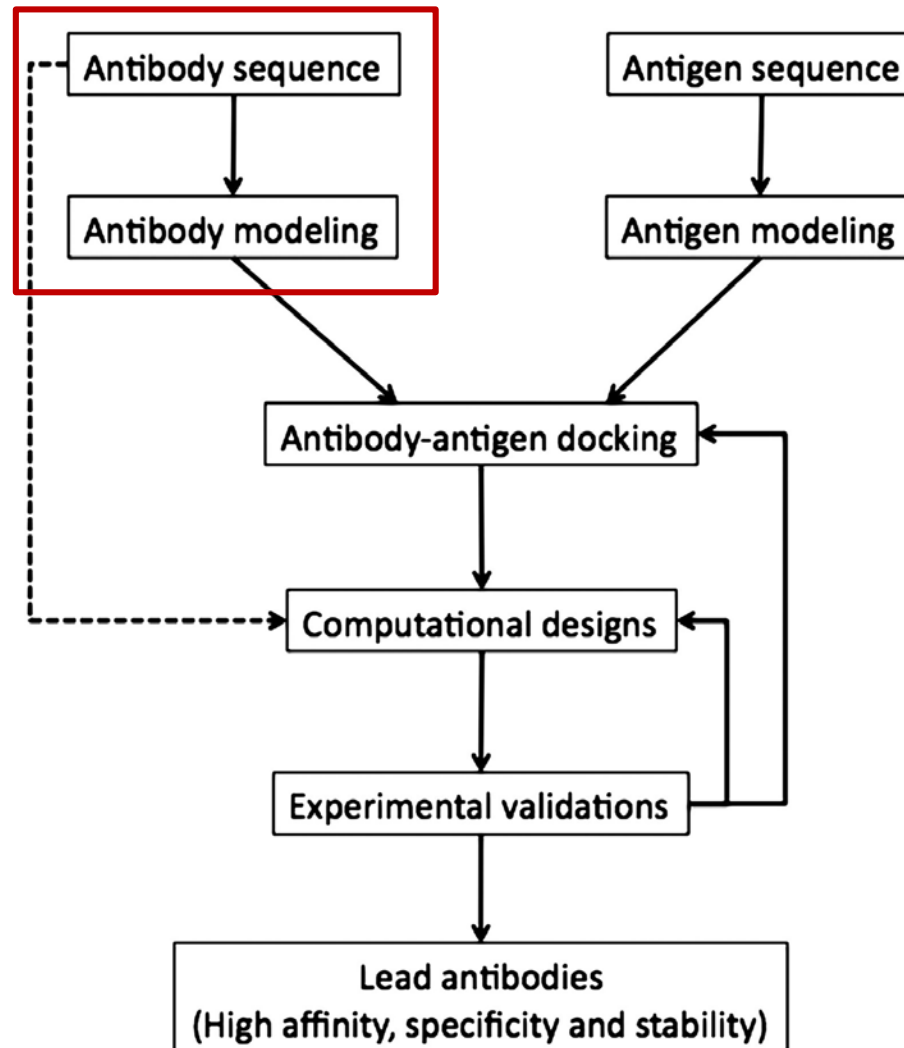 Antibody sequence
Antigen sequence
Antibody modeling
Antigen modeling
Antibody-antigen docking
Computational designs
Experimental validations
Lead antibodies
(High affinity, specificity and stability)